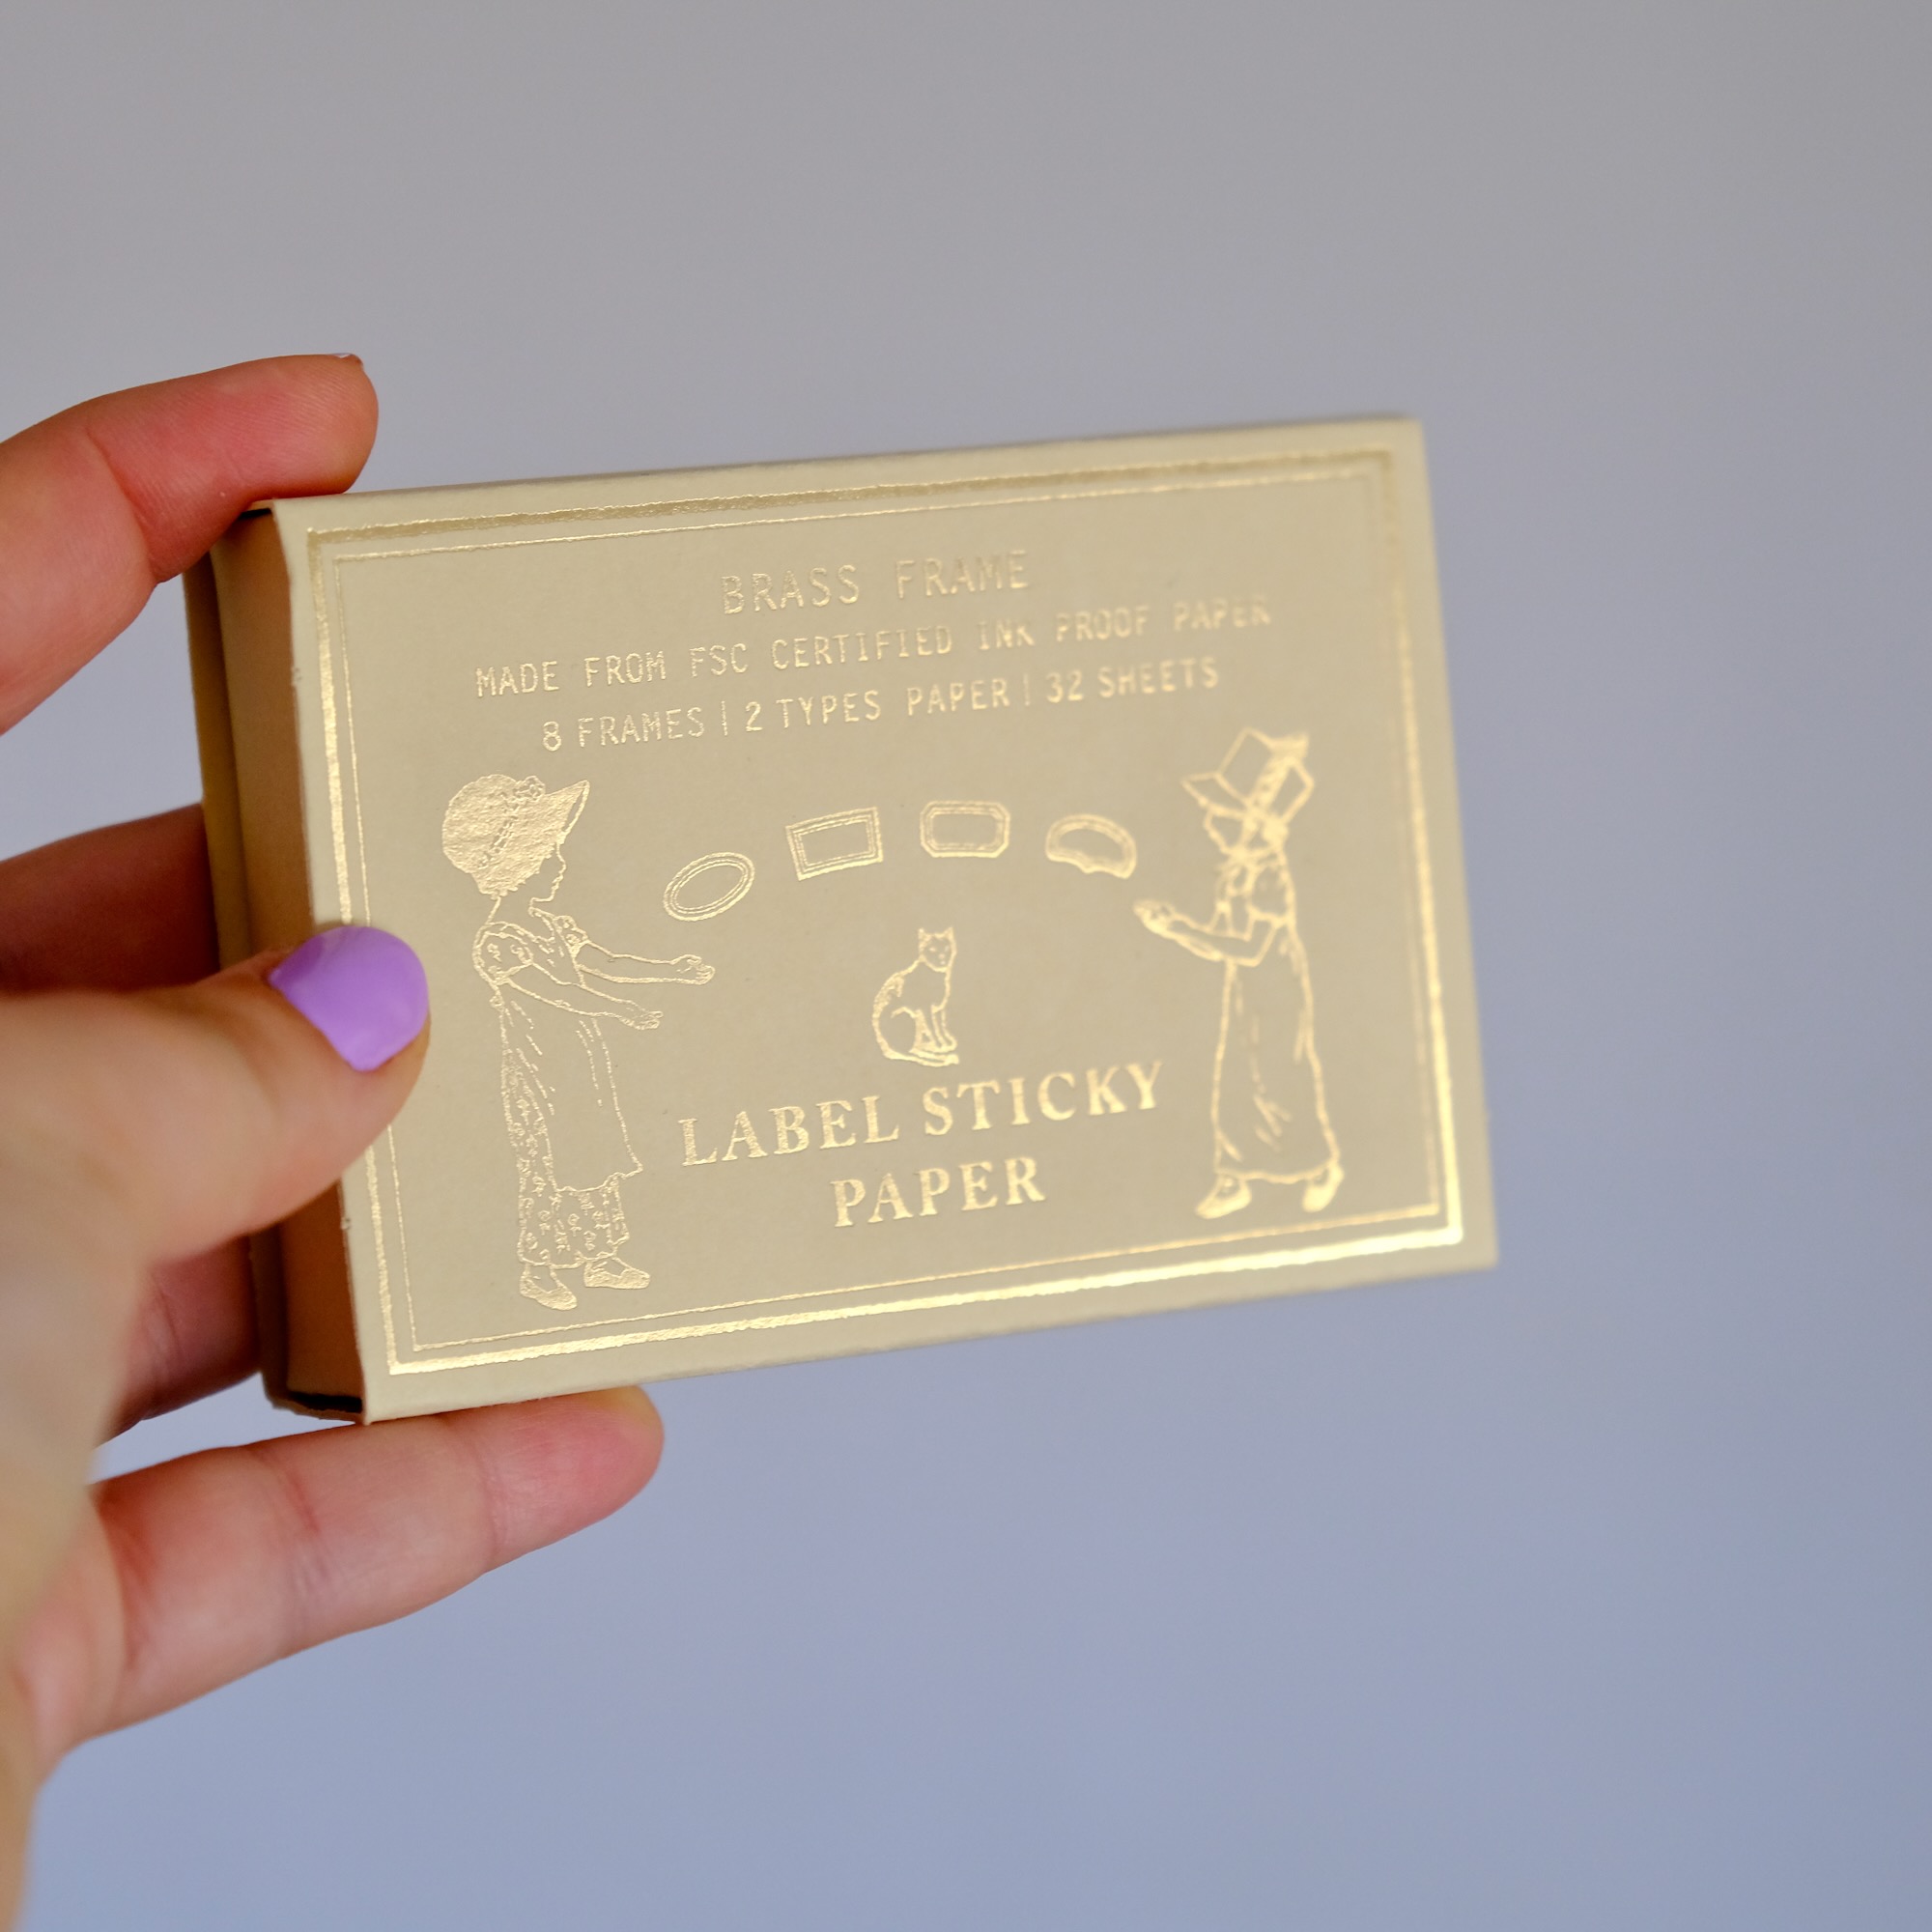 BRASS FRAME
MADE FROM FSC CERTIFIED INK PROOF PAPER
8 FRAMES | 2 TYPES PAPER | 32 SHEETS
LABEL STICKY
PAPER